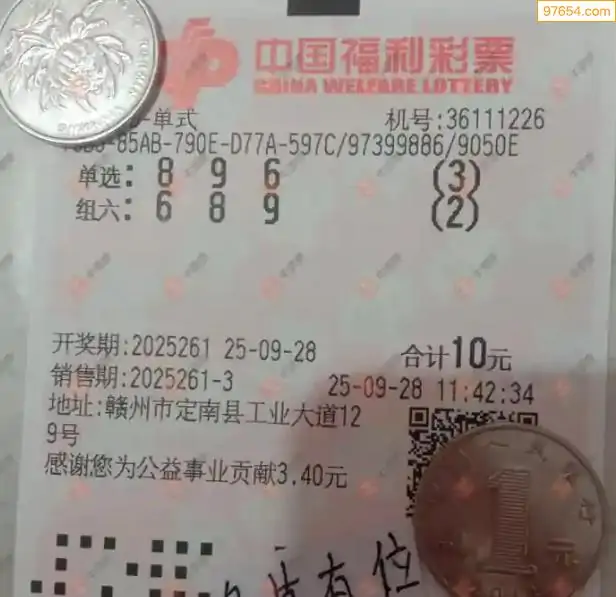 97654.com
中国福利彩票
CHINA WELFARE LOTTERY
-单式 机号:36111226
85AB-790E-D77A-597C/97399886/9050E
单选: 8 9 6 (3)
组六: 6 8 9 (2)
开奖期:2025261 25-09-28 合计10元
销售期:2025261-3 25-09-28 11:42:34
地址:赣州市定南县工业大道12
9号
感谢您为公益事业贡献3.40元
有位
1
元